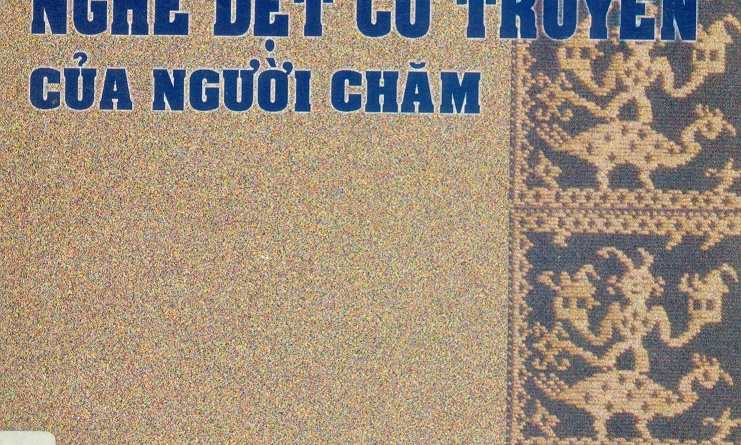 NGHỀ DỆT CỔ TRUYỀN
CỦA NGƯỜI CHĂM